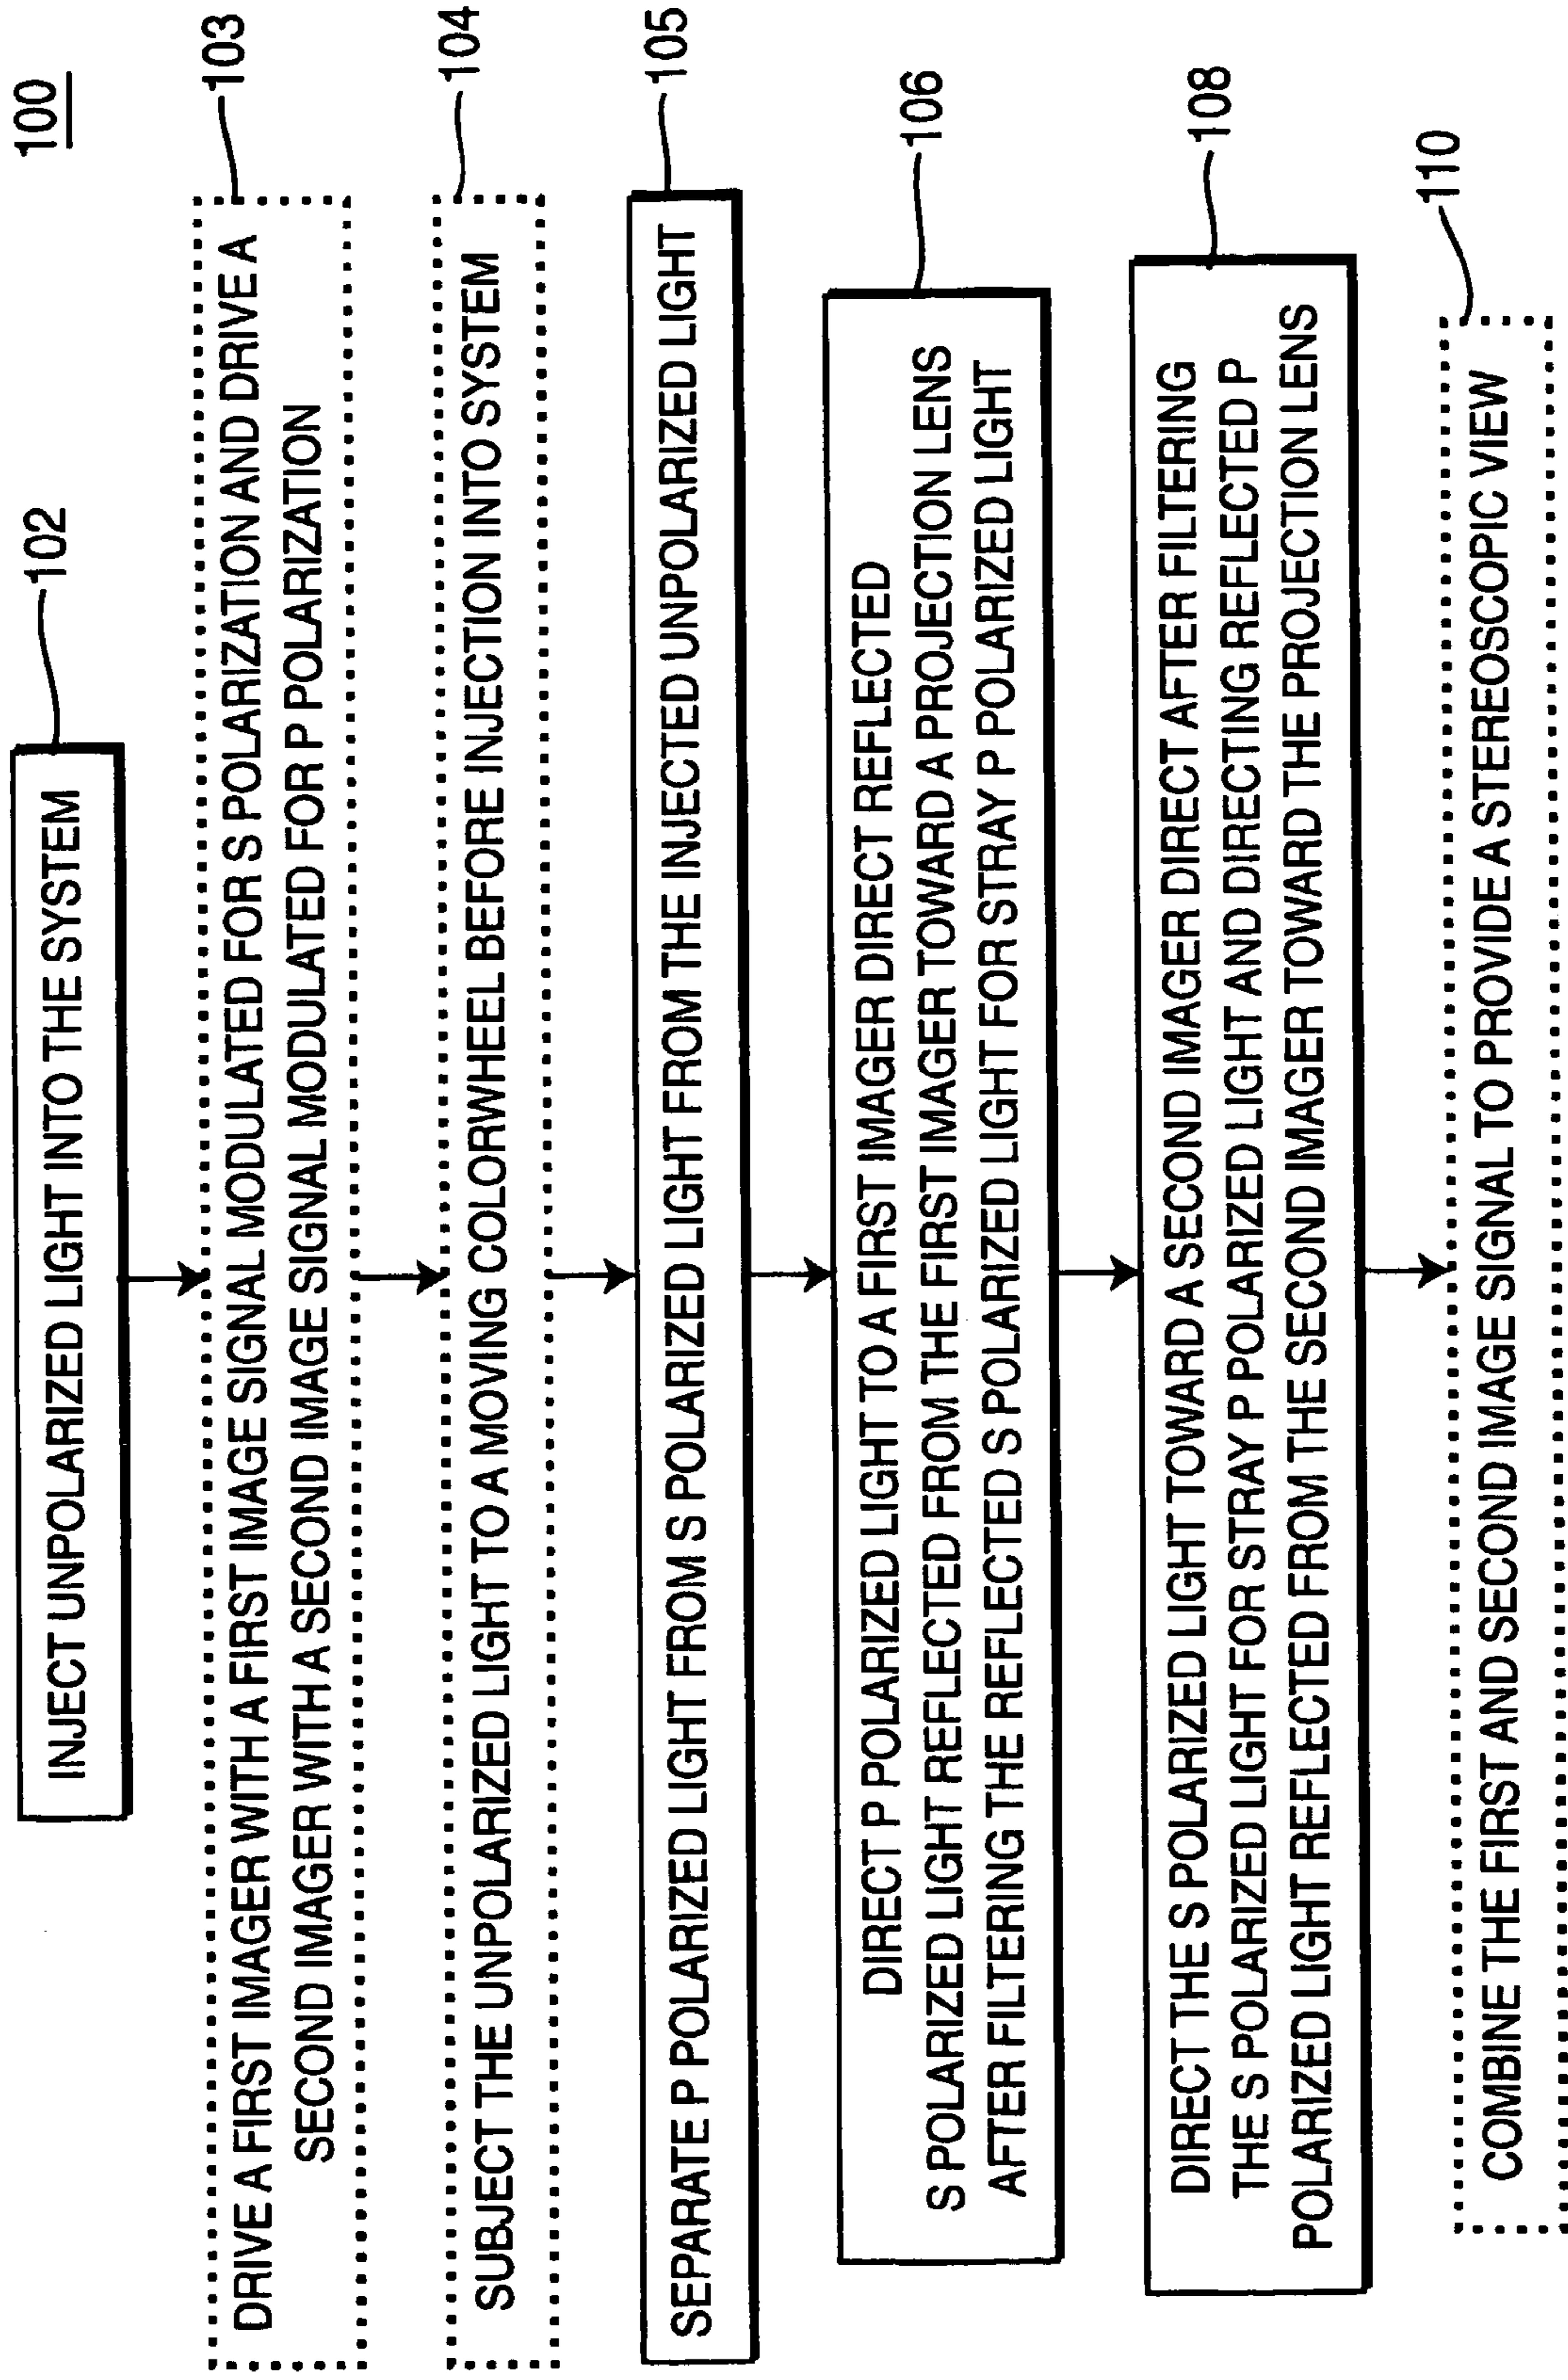 100
102
INJECT UNPOLARIZED LIGHT INTO THE SYSTEM
103
DRIVE A FIRST IMAGER WITH A FIRST IMAGE SIGNAL MODULATED FOR S POLARIZATION AND DRIVE A
SECOND IMAGER WITH A SECOND IMAGE SIGNAL MODULATED FOR P POLARIZATION
104
SUBJECT THE UNPOLARIZED LIGHT TO A MOVING COLORWHEEL BEFORE INJECTION INTO SYSTEM
105
SEPARATE P POLARIZED LIGHT FROM S POLARIZED LIGHT FROM THE INJECTED UNPOLARIZED LIGHT
106
DIRECT P POLARIZED LIGHT TO A FIRST IMAGER DIRECT REFLECTED
S POLARIZED LIGHT REFLECTED FROM THE FIRST IMAGER TOWARD A PROJECTION LENS
AFTER FILTERING THE REFLECTED S POLARIZED LIGHT FOR STRAY P POLARIZED LIGHT
108
DIRECT THE S POLARIZED LIGHT TOWARD A SECOND IMAGER DIRECT AFTER FILTERING
THE S POLARIZED LIGHT FOR STRAY P POLARIZED LIGHT AND DIRECTING REFLECTED P
POLARIZED LIGHT REFLECTED FROM THE SECOND IMAGER TOWARD THE PROJECTION LENS
110
COMBINE THE FIRST AND SECOND IMAGE SIGNAL TO PROVIDE A STEREOSCOPIC VIEW